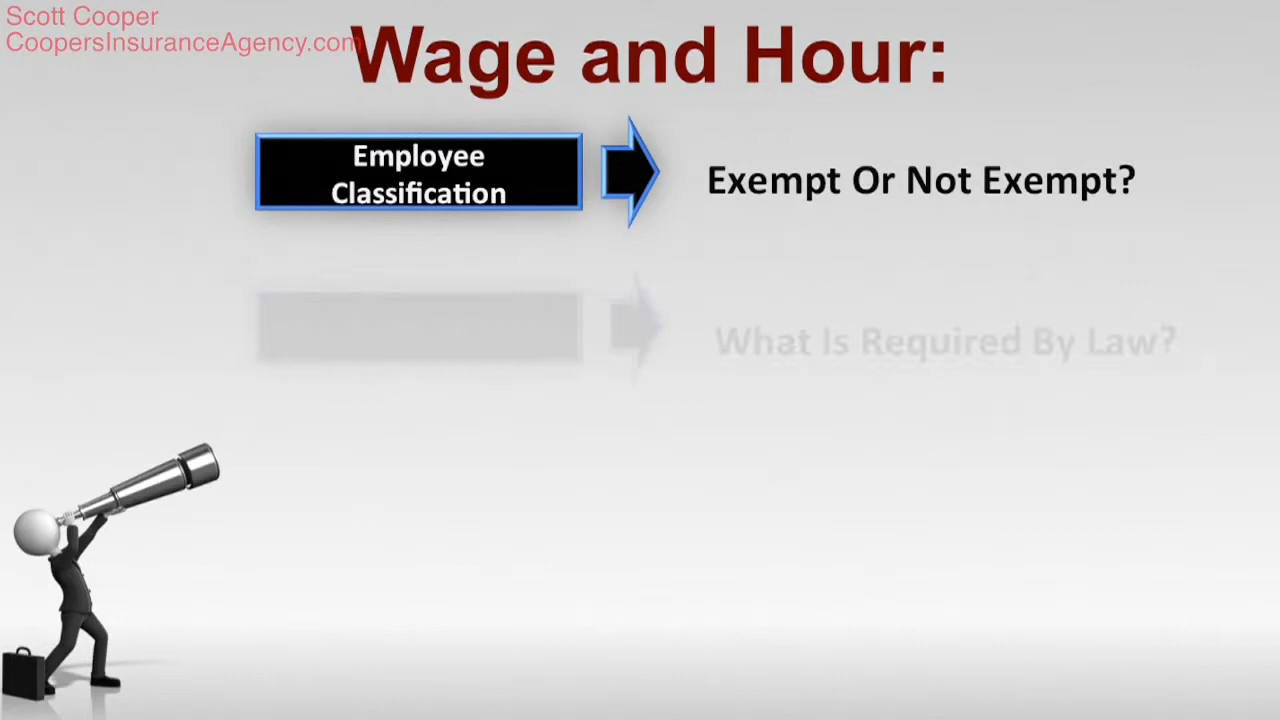 Scott Cooper
CoopersInsuranceAgency.com
Wage and Hour:
Employee
Classification
Exempt Or Not Exempt?
What Is Required By Law?